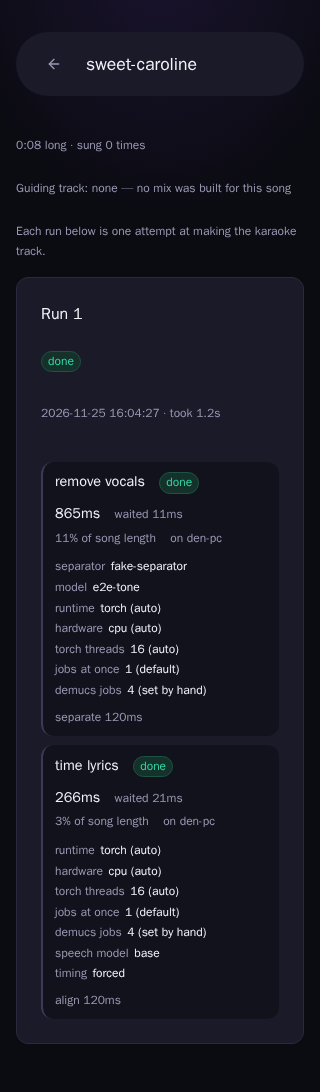 sweet-caroline
0:08 long · sung 0 times
Guiding track: none — no mix was built for this song
Each run below is one attempt at making the karaoke
track.
Run 1
done
2026-11-25 16:04:27 · took 1.2s
remove vocals done
865ms waited 11ms
11% of song length on den-pc
separator fake-separator
model e2e-tone
runtime torch (auto)
hardware cpu (auto)
torch threads 16 (auto)
jobs at once 1 (default)
demucs jobs 4 (set by hand)
separate 120ms
time lyrics done
266ms waited 21ms
3% of song length on den-pc
runtime torch (auto)
hardware cpu (auto)
torch threads 16 (auto)
jobs at once 1 (default)
demucs jobs 4 (set by hand)
speech model base
timing forced
align 120ms